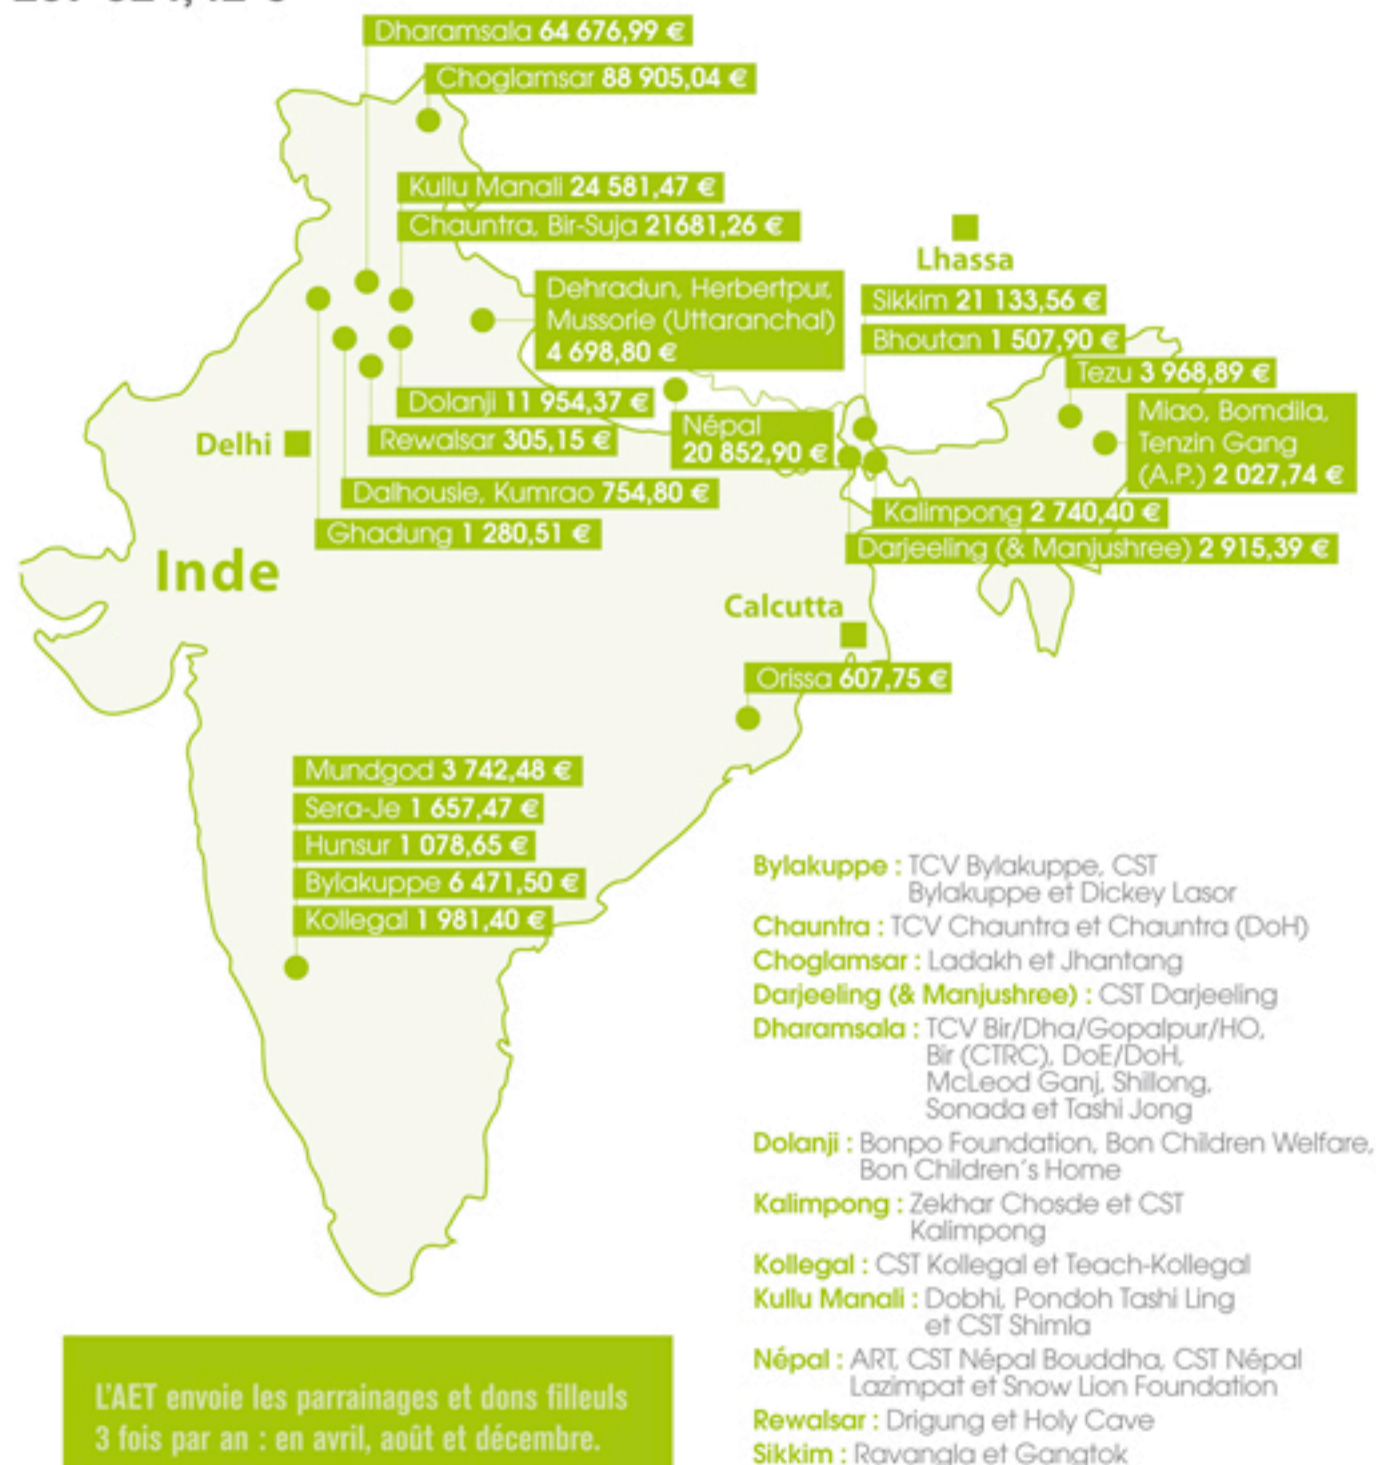 Dharamsala 64 676,99 €
Choglamsar 88 905,04 €
Kullu Manali 24 581,47 €
Chauntra, Bir-Suja 21681,26 €
Lhassa
Dehradun, Herbertpur,
Mussorie (Uttaranchal)
4 698,80 €
Sikkim 21 133,56 €
Bhoutan 1 507,90 €
Tezu 3 968,89 €
Miao, Bomdila,
Tenzin Gang
(A.P.) 2 027,74 €
Dolanji 11 954,37 €
Népal
20 852,90 €
Delhi
Rewalsar 305,15 €
Dalhousie, Kumrao 754,80 €
Ghadung 1 280,51 €
Kalimpong 2 740,40 €
Darjeeling (& Manjushree) 2 915,39 €
Inde
Calcutta
Orissa 607,75 €
Mundgod 3 742,48 €
Sera-Je 1 657,47 €
Hunsur 1 078,65 €
Bylakuppe 6 471,50 €
Kollegal 1 981,40 €
Bylakuppe : TCV Bylakuppe, CST
Bylakuppe et Dickey Lasor
Chauntra : TCV Chauntra et Chauntra (DoH)
Choglamsar : Ladakh et Jhantang
Darjeeling (& Manjushree) : CST Darjeeling
Dharamsala : TCV Bir/Dha/Gopalpur/HO,
Bir (CTRC), DoE/DoH,
McLeod Ganj, Shillong,
Sonada et Tashi Jong
Dolanji : Bonpo Foundation, Bon Children Welfare,
Bon Children's Home
Kalimpong : Zekhar Chosde et CST
Kalimpong
Kollegal : CST Kollegal et Teach-Kollegal
Kullu Manali : Dobhi, Pondoh Tashi Ling
et CST Shimla
Népal : ART, CST Népal Bouddha, CST Népal
Lazimpat et Snow Lion Foundation
Rewalsar : Drigung et Holy Cave
Sikkim : Ravangla et Gangtok
L'AET envoie les parrainages et dons filleuls
3 fois par an : en avril, août et décembre.